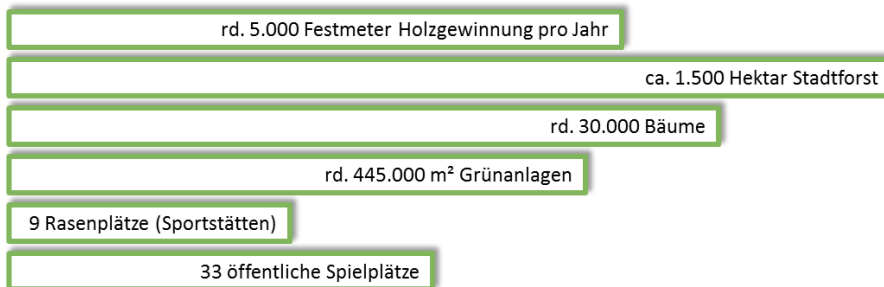 rd. 5.000 Festmeter Holzgewinnung pro Jahr
ca. 1.500 Hektar Stadtforst
rd. 30.000 Bäume
rd. 445.000 m² Grünanlagen
9 Rasenplätze (Sportstätten)
33 öffentliche Spielplätze